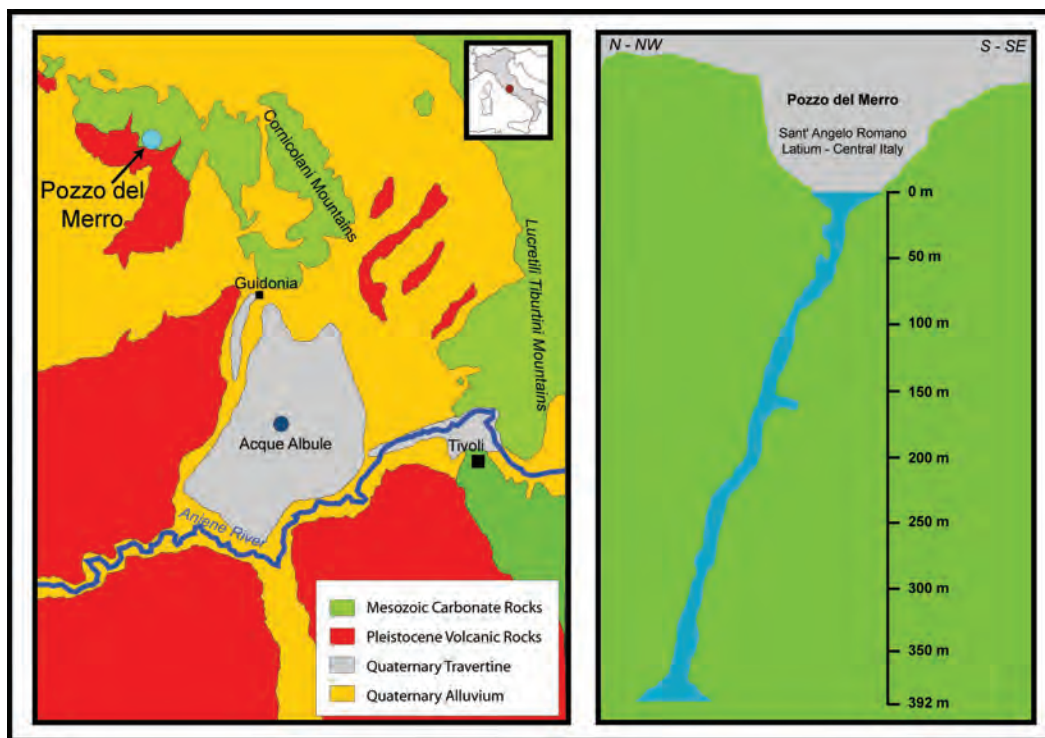 Pozzo del
Merro
Cornicolani Mountains
Lucretili Tiburtini Mountains
Guidonia
Acque Albule
Tivoli
Aniene River
Mesozoic Carbonate Rocks
Pleistocene Volcanic Rocks
Quaternary Travertine
Quaternary Alluvium
N - NW
S - SE
Pozzo del Merro
Sant' Angelo Romano
Latium - Central Italy
0 m
50 m
100 m
150 m
200 m
250 m
300 m
350 m
392 m